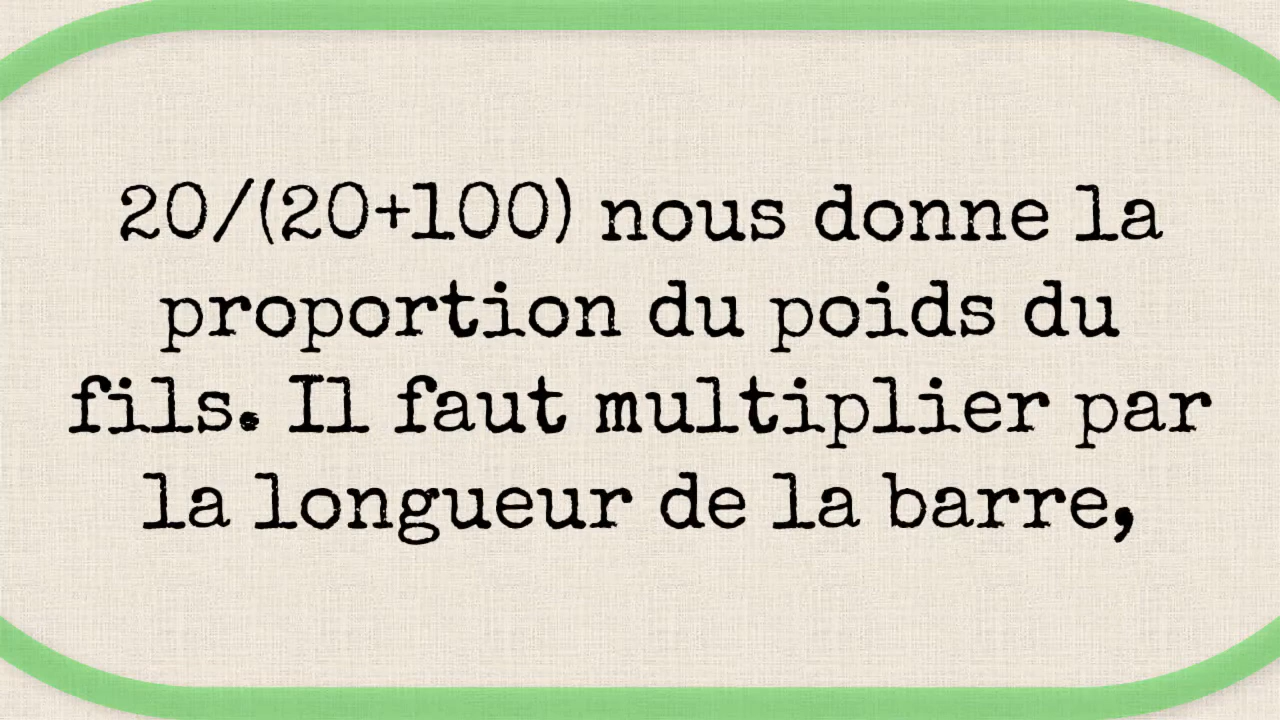 20/(20+100) nous donne la
proportion du poids du
fils. Il faut multiplier par
la longueur de la barre,